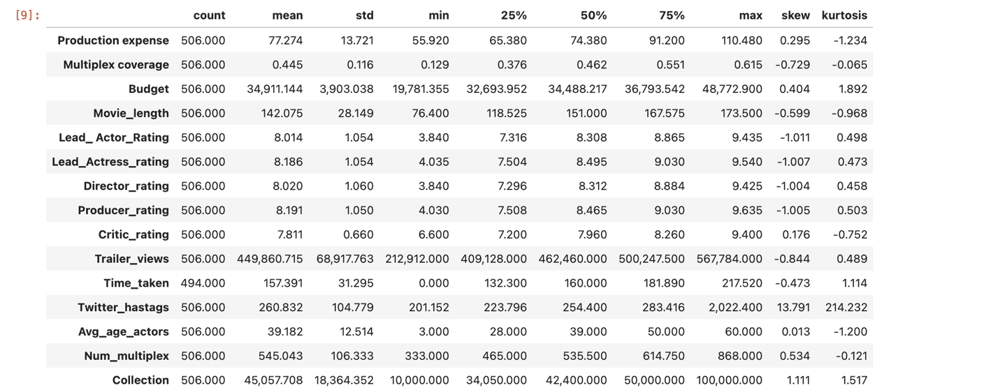 [9]: count mean std min 25% 50% 75% max skew kurtosis
Production expense 506.000 77.274 13.721 55.920 65.380 74.380 91.200 110.480 0.295 -1.234
Multiplex coverage 506.000 0.445 0.116 0.129 0.376 0.462 0.551 0.615 -0.729 -0.065
Budget 506.000 34,911.144 3,903.038 19,781.355 32,693.952 34,488.217 36,793.542 48,772.900 0.404 1.892
Movie_length 506.000 142.075 28.149 76.400 118.525 151.000 167.575 173.500 -0.599 -0.968
Lead_ Actor_Rating 506.000 8.014 1.054 3.840 7.316 8.308 8.865 9.435 -1.011 0.498
Lead_Actress_rating 506.000 8.186 1.054 4.035 7.504 8.495 9.030 9.540 -1.007 0.473
Director_rating 506.000 8.020 1.060 3.840 7.296 8.312 8.884 9.425 -1.004 0.458
Producer_rating 506.000 8.191 1.050 4.030 7.508 8.465 9.030 9.635 -1.005 0.503
Critic_rating 506.000 7.811 0.660 6.600 7.200 7.960 8.260 9.400 0.176 -0.752
Trailer_views 506.000 449,860.715 68,917.763 212,912.000 409,128.000 462,460.000 500,247.500 567,784.000 -0.844 0.489
Time_taken 494.000 157.391 31.295 0.000 132.300 160.000 181.890 217.520 -0.473 1.114
Twitter_hastags 506.000 260.832 104.779 201.152 223.796 254.400 283.416 2,022.400 13.791 214.232
Avg_age_actors 506.000 39.182 12.514 3.000 28.000 39.000 50.000 60.000 0.013 -1.200
Num_multiplex 506.000 545.043 106.333 333.000 465.000 535.500 614.750 868.000 0.534 -0.121
Collection 506.000 45,057.708 18,364.352 10,000.000 34,050.000 42,400.000 50,000.000 100,000.000 1.111 1.517